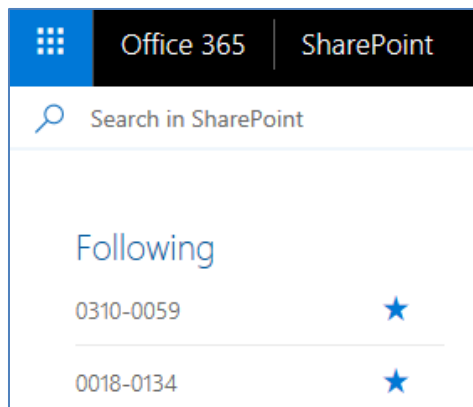 Office 365 SharePoint
Search in SharePoint
Following
0310-0059
0018-0134